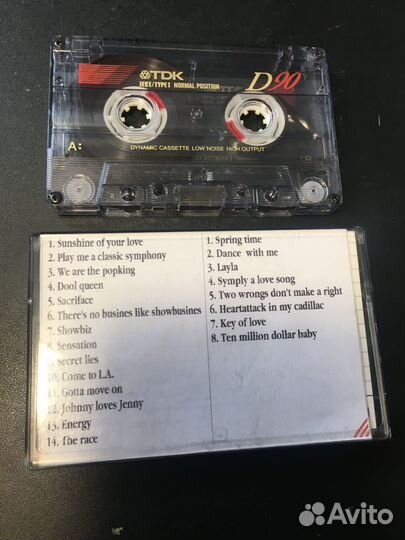 TDK
IECI/TYPE I NORMAL POSITION
D90
A:
DYNAMIC CASSETTE LOW NOISE HIGH OUTPUT
1. Sunshine of your love
2. Play me a classic symphony
3. We are the popking
4. Dool queen
5. Sacriface
6. There's no busines like showbusines
7. Showbiz
8. Sensation
9. Secret lies
10. Come to L.A.
11. Gotta move on
12. Johnny loves Jenny
13. Energy
14. The race
1. Spring time
2. Dance with me
3. Layla
4. Symply a love song
5. Two wrongs don't make a right
6. Heartattack in my cadillac
7. Key of love
8. Ten million dollar baby
Avito